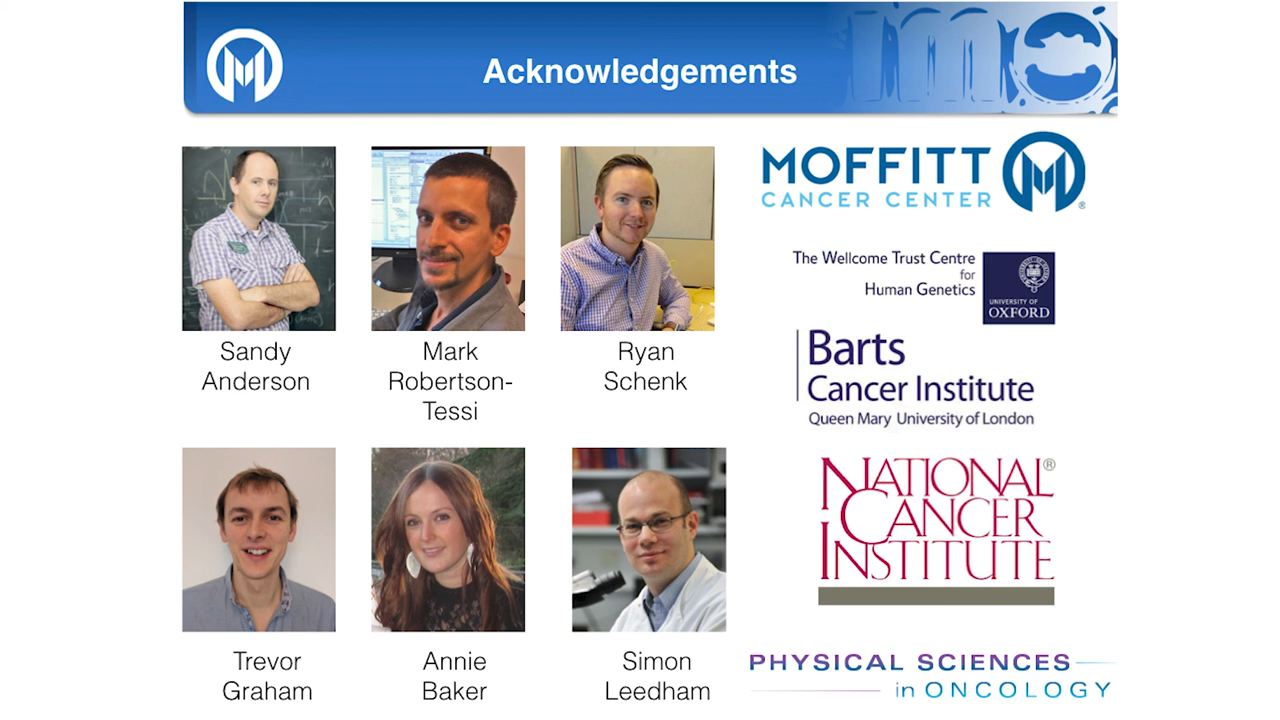 Acknowledgements
Sandy
Anderson
Mark
Robertson-
Tessi
Ryan
Schenk
Trevor
Graham
Annie
Baker
Simon
Leedham
MOFFITT
CANCER CENTER
®
The Wellcome Trust Centre
for
Human Genetics
UNIVERSITY OF
OXFORD
Barts
Cancer Institute
Queen Mary University of London
NATIONAL®
CANCER
INSTITUTE
PHYSICAL SCIENCES
in ONCOLOGY